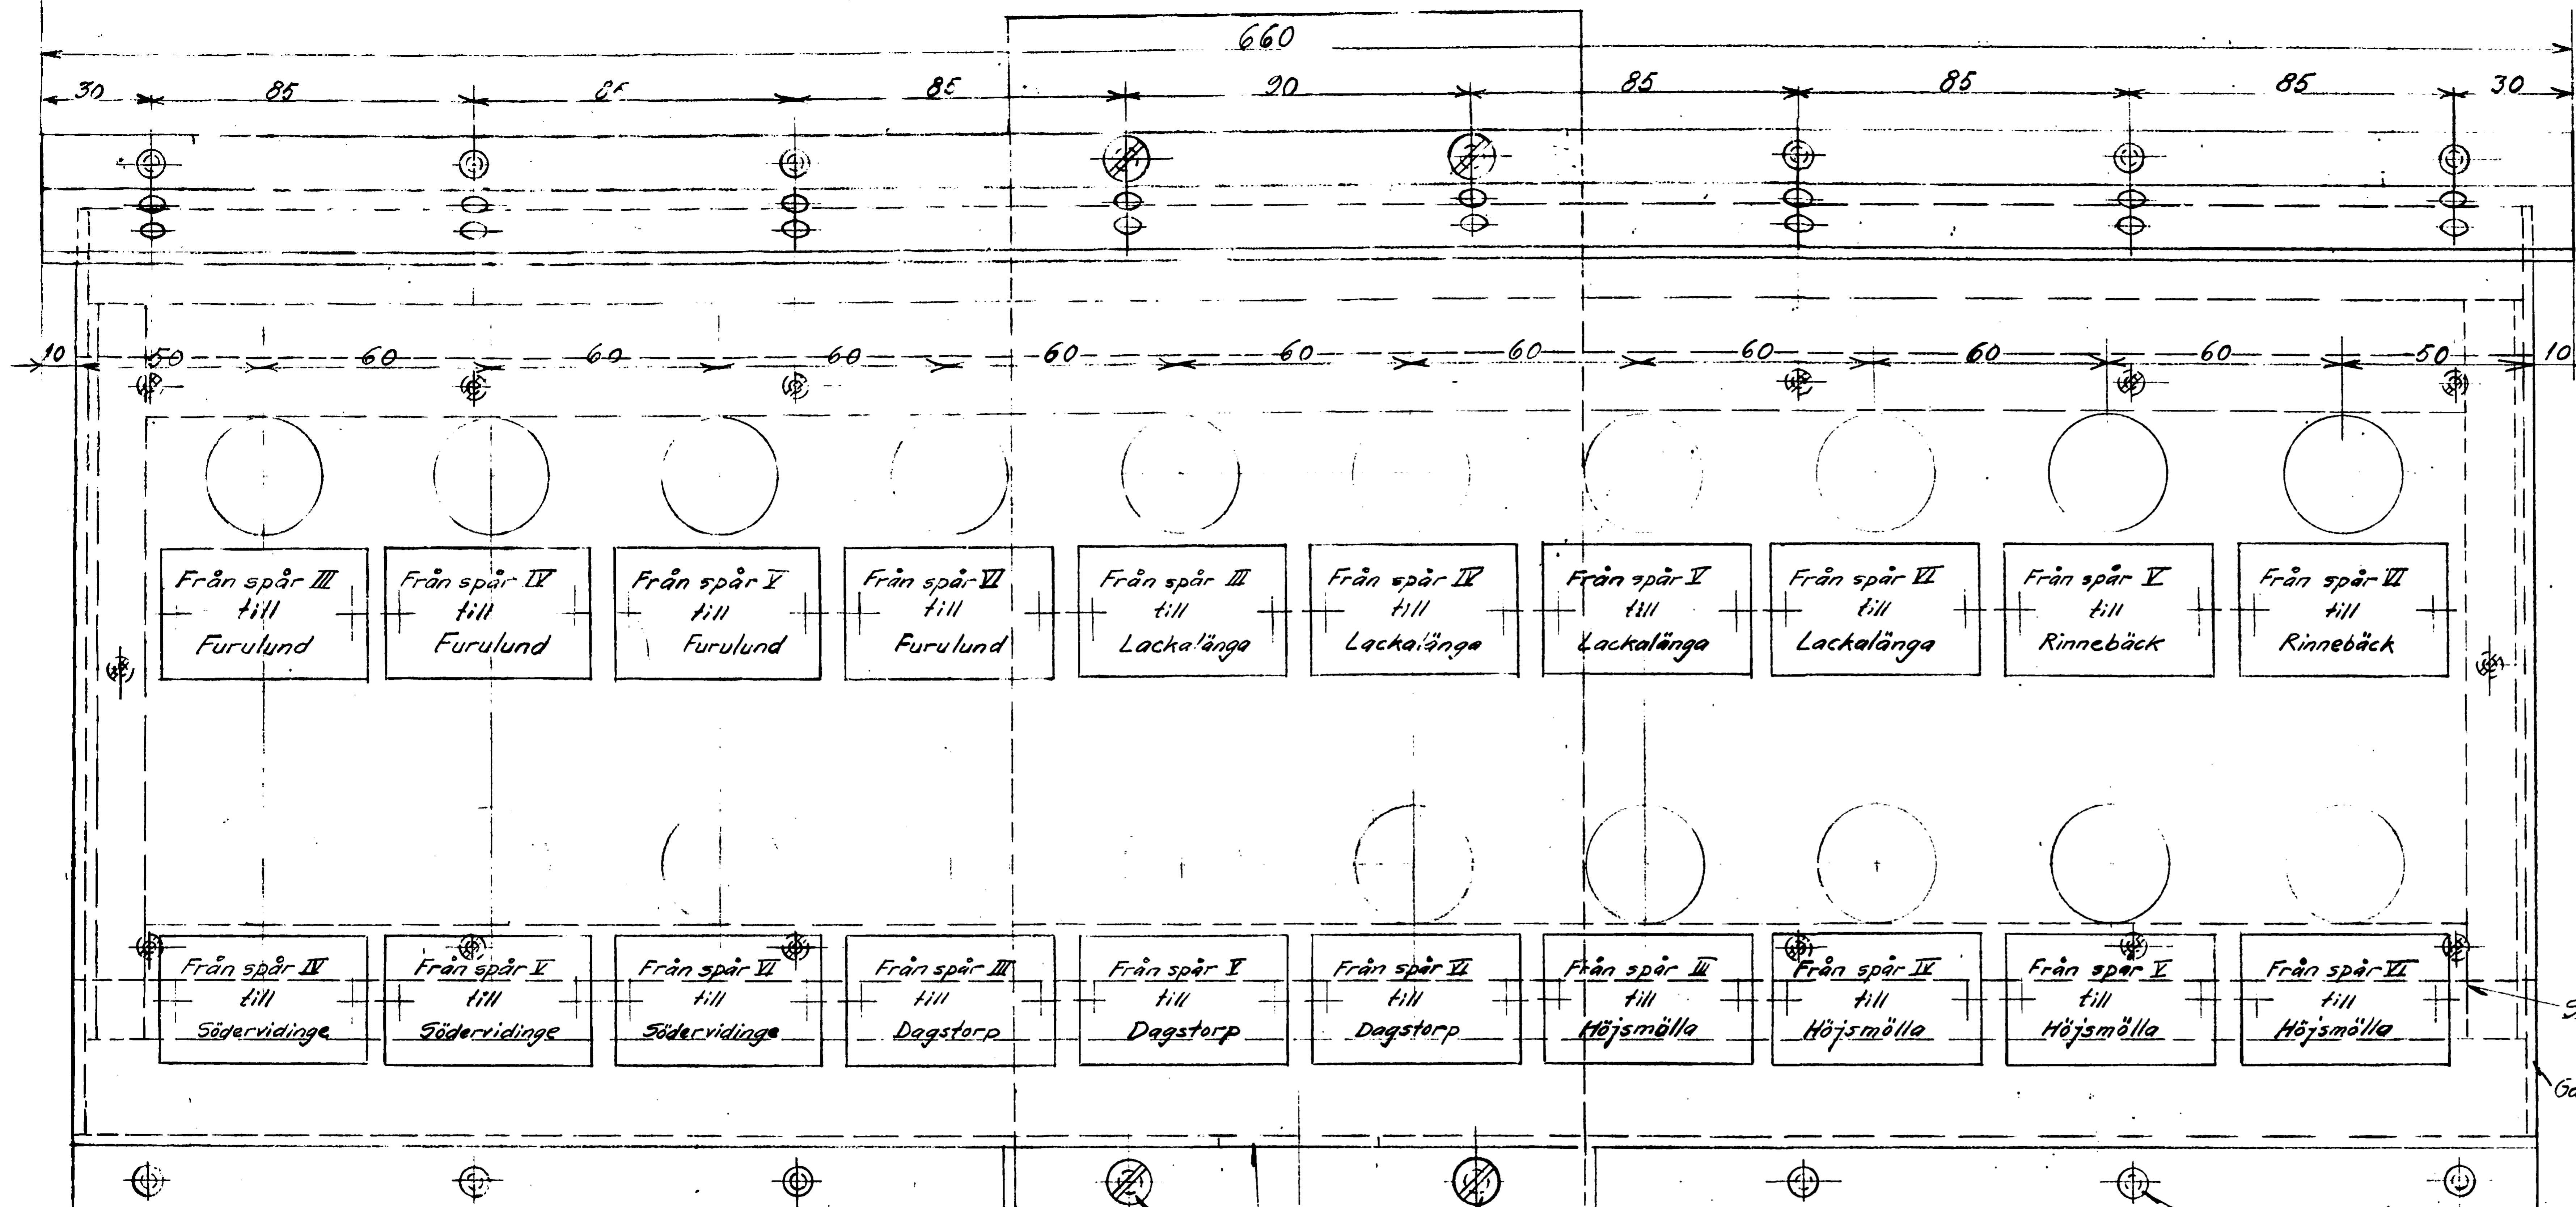 660
30 85 85 85 90 85 85 85 30
10 50 60 60 60 60 60 60 60 60 60 50 10
Från spår III
till
Furulund
Från spår IV
till
Furulund
Från spår V
till
Furulund
Från spår VI
till
Furulund
Från spår III
till
Lackalänga
Från spår IV
till
Lackalänga
Från spår V
till
Lackalänga
Från spår VI
till
Lackalänga
Från spår V
till
Rinnebäck
Från spår VI
till
Rinnebäck
Från spår IV
till
Södervidinge
Från spår V
till
Södervidinge
Från spår VI
till
Södervidinge
Från spår III
till
Dagstorp
Från spår V
till
Dagstorp
Från spår VI
till
Dagstorp
Från spår III
till
Höjsmölla
Från spår IV
till
Höjsmölla
Från spår V
till
Höjsmölla
Från spår VI
till
Höjsmölla